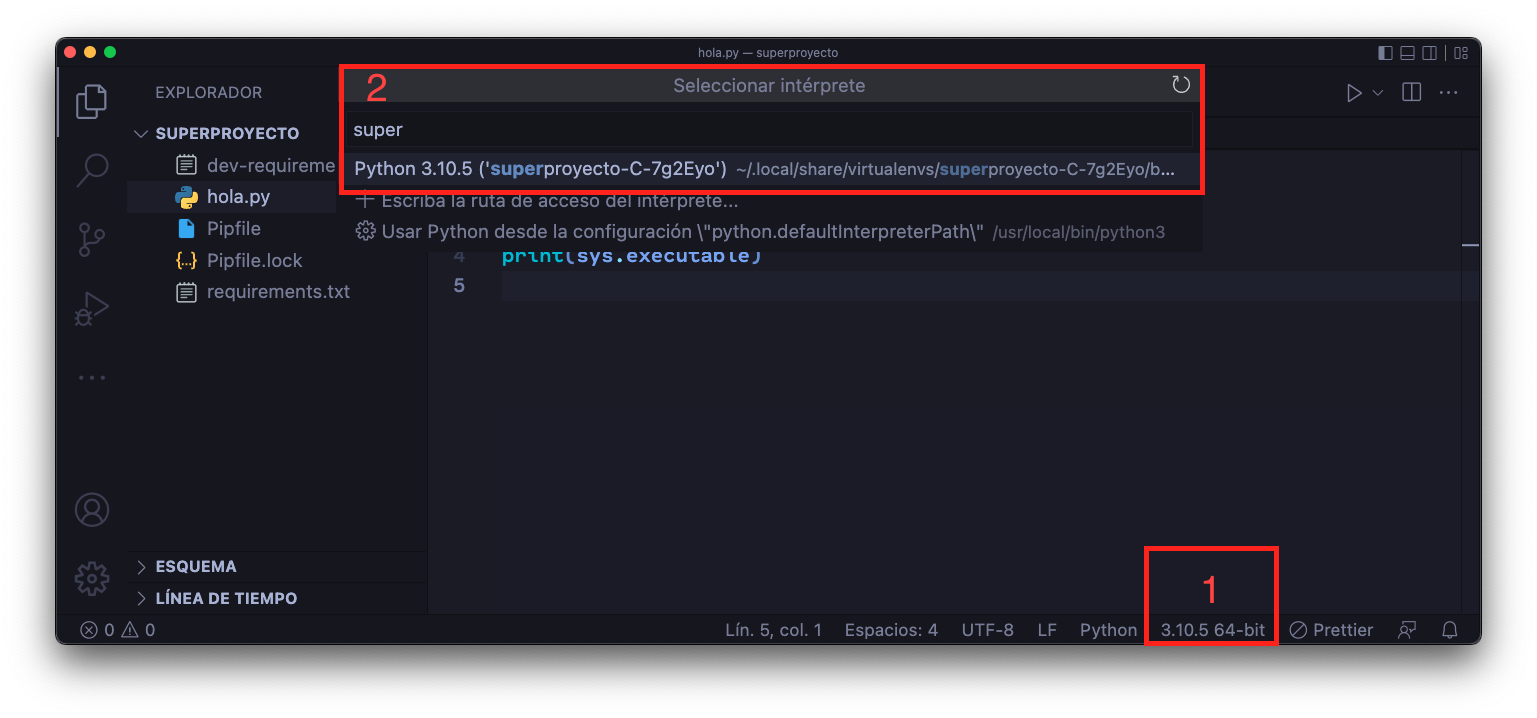 hola.py — superproyecto
EXPLORADOR
SUPERPROYECTO
dev-requireme
hola.py
Pipfile
{..} Pipfile.lock
requirements.txt
2
Seleccionar intérprete
super
Python 3.10.5 ('superproyecto-C-7g2Eyo') ~/.local/share/virtualenvs/superproyecto-C-7g2Eyo/b...
Escriba la ruta de acceso del intérprete...
Usar Python desde la configuración \"python.defaultInterpreterPath\" /usr/local/bin/python3
4 print(sys.executable)
5
ESQUEMA
LÍNEA DE TIEMPO
1
0 0 Lín. 5, col. 1 Espacios: 4 UTF-8 LF Python 3.10.5 64-bit Prettier